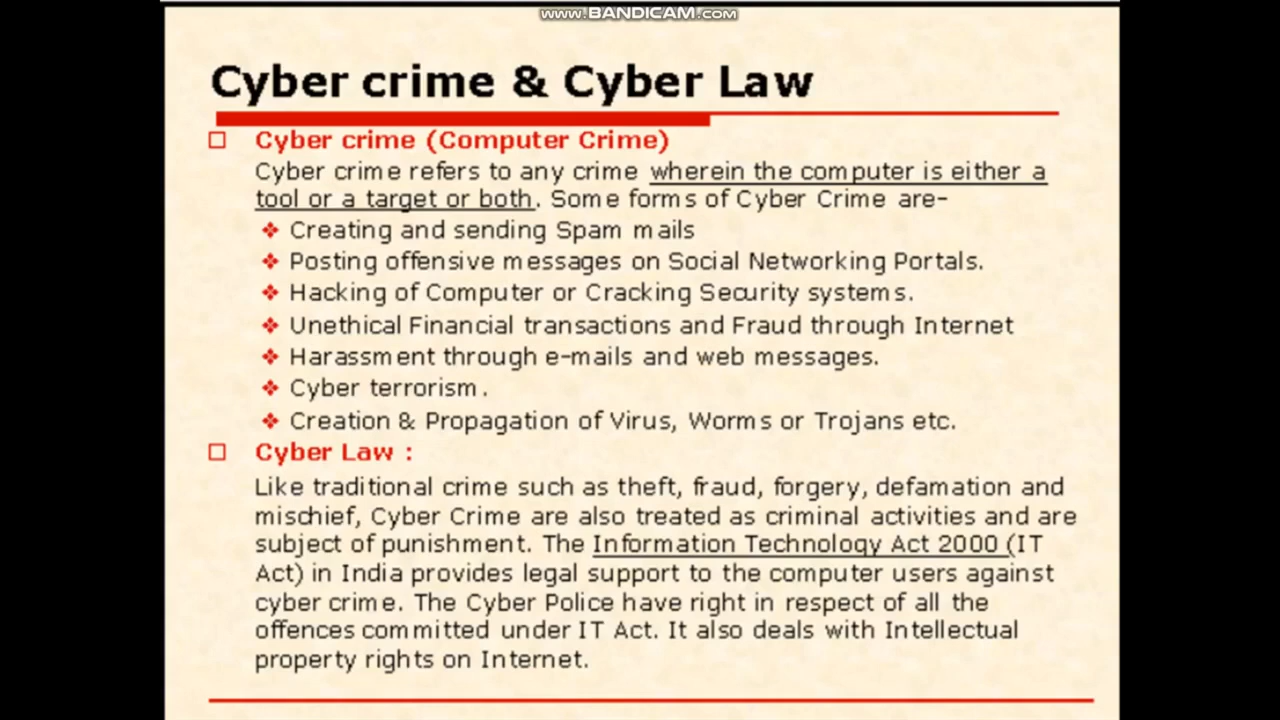 www.BANDICAM.com
Cyber crime & Cyber Law
Cyber crime (Computer Crime)
Cyber crime refers to any crime wherein the computer is either a
tool or a target or both. Some forms of Cyber Crime are-
Creating and sending Spam mails
Posting offensive messages on Social Networking Portals.
Hacking of Computer or Cracking Security systems.
Unethical Financial transactions and Fraud through Internet
Harassment through e-mails and web messages.
Cyber terrorism.
Creation & Propagation of Virus, Worms or Trojans etc.
Cyber Law :
Like traditional crime such as theft, fraud, forgery, defamation and
mischief, Cyber Crime are also treated as criminal activities and are
subject of punishment. The Information Technology Act 2000 (IT
Act) in India provides legal support to the computer users against
cyber crime. The Cyber Police have right in respect of all the
offences committed under IT Act. It also deals with Intellectual
property rights on Internet.